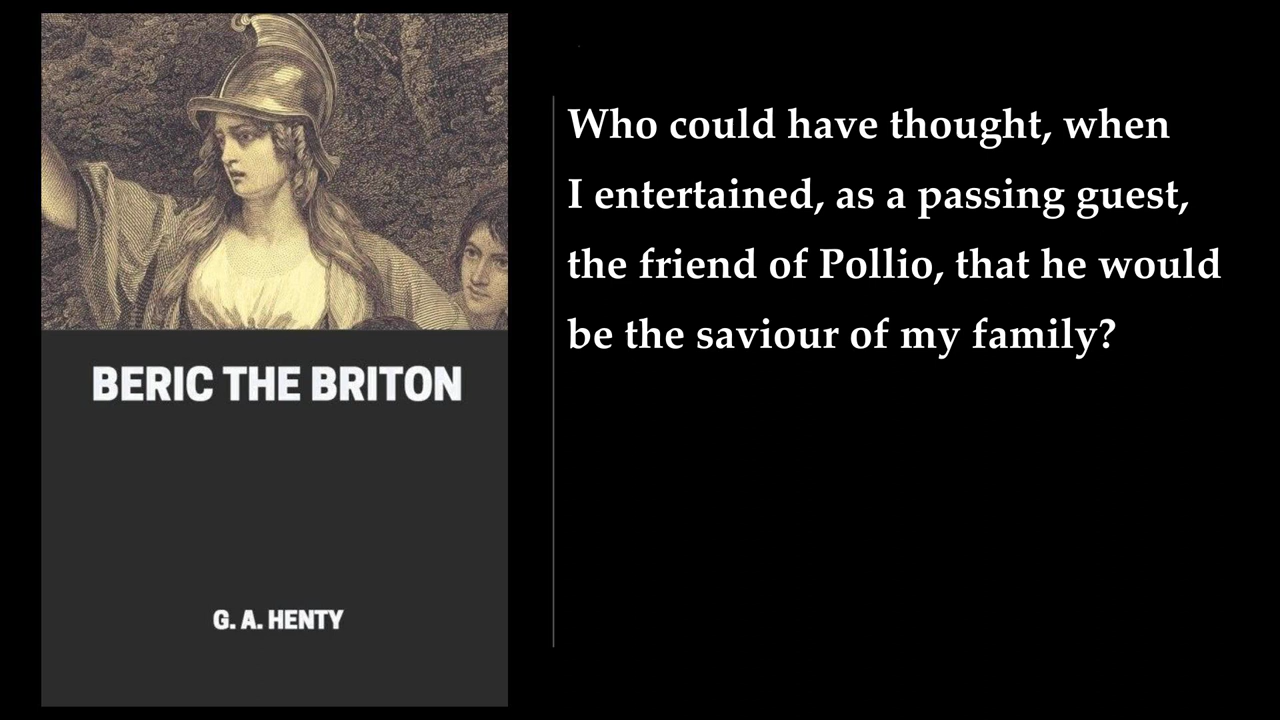 BERIC THE BRITON
G. A. HENTY
Who could have thought, when
I entertained, as a passing guest,
the friend of Pollio, that he would
be the saviour of my family?